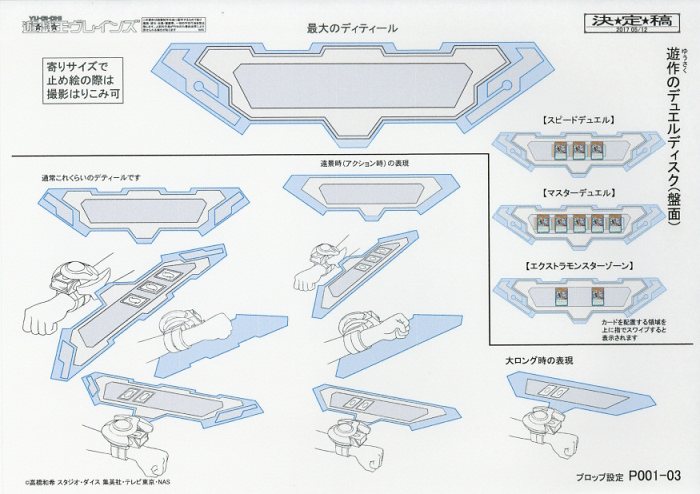 YU-GI-OH!
遊☆戯☆王ヴレインズ
決★定★稿
2017 05/12
最大のディティール
寄りサイズで
止め絵の際は
撮影はりこみ可
ゆうさく
遊作のデュエルディスク(盤面)
【スピードデュエル】
【マスターデュエル】
【エクストラモンスターゾーン】
カードを配置する領域を
上に指でスワイプすると
表示されます
通常これくらいのデティールです
遠景時(アクション時)の表現
大ロング時の表現
©高橋和希 スタジオ・ダイス 集英社・テレビ東京・NAS
プロップ設定 P001-03